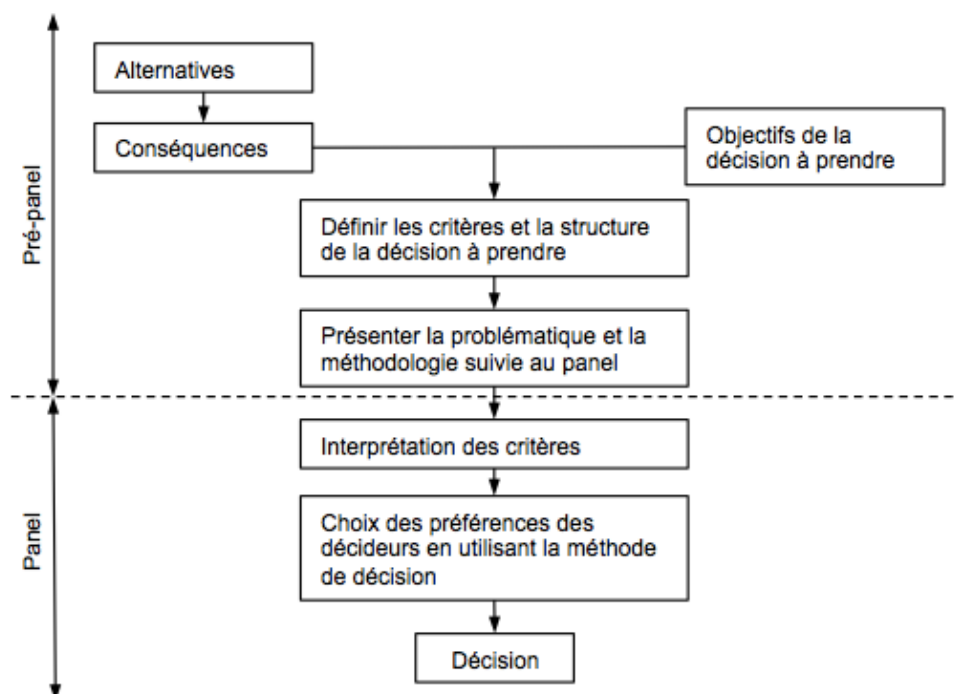 Alternatives
Conséquences
Objectifs de la
décision à prendre
Pré-panel
Définir les critères et la structure
de la décision à prendre
Présenter la problématique et la
méthodologie suivie au panel
Panel
Interprétation des critères
Choix des préférences des
décideurs en utilisant la méthode
de décision
Décision